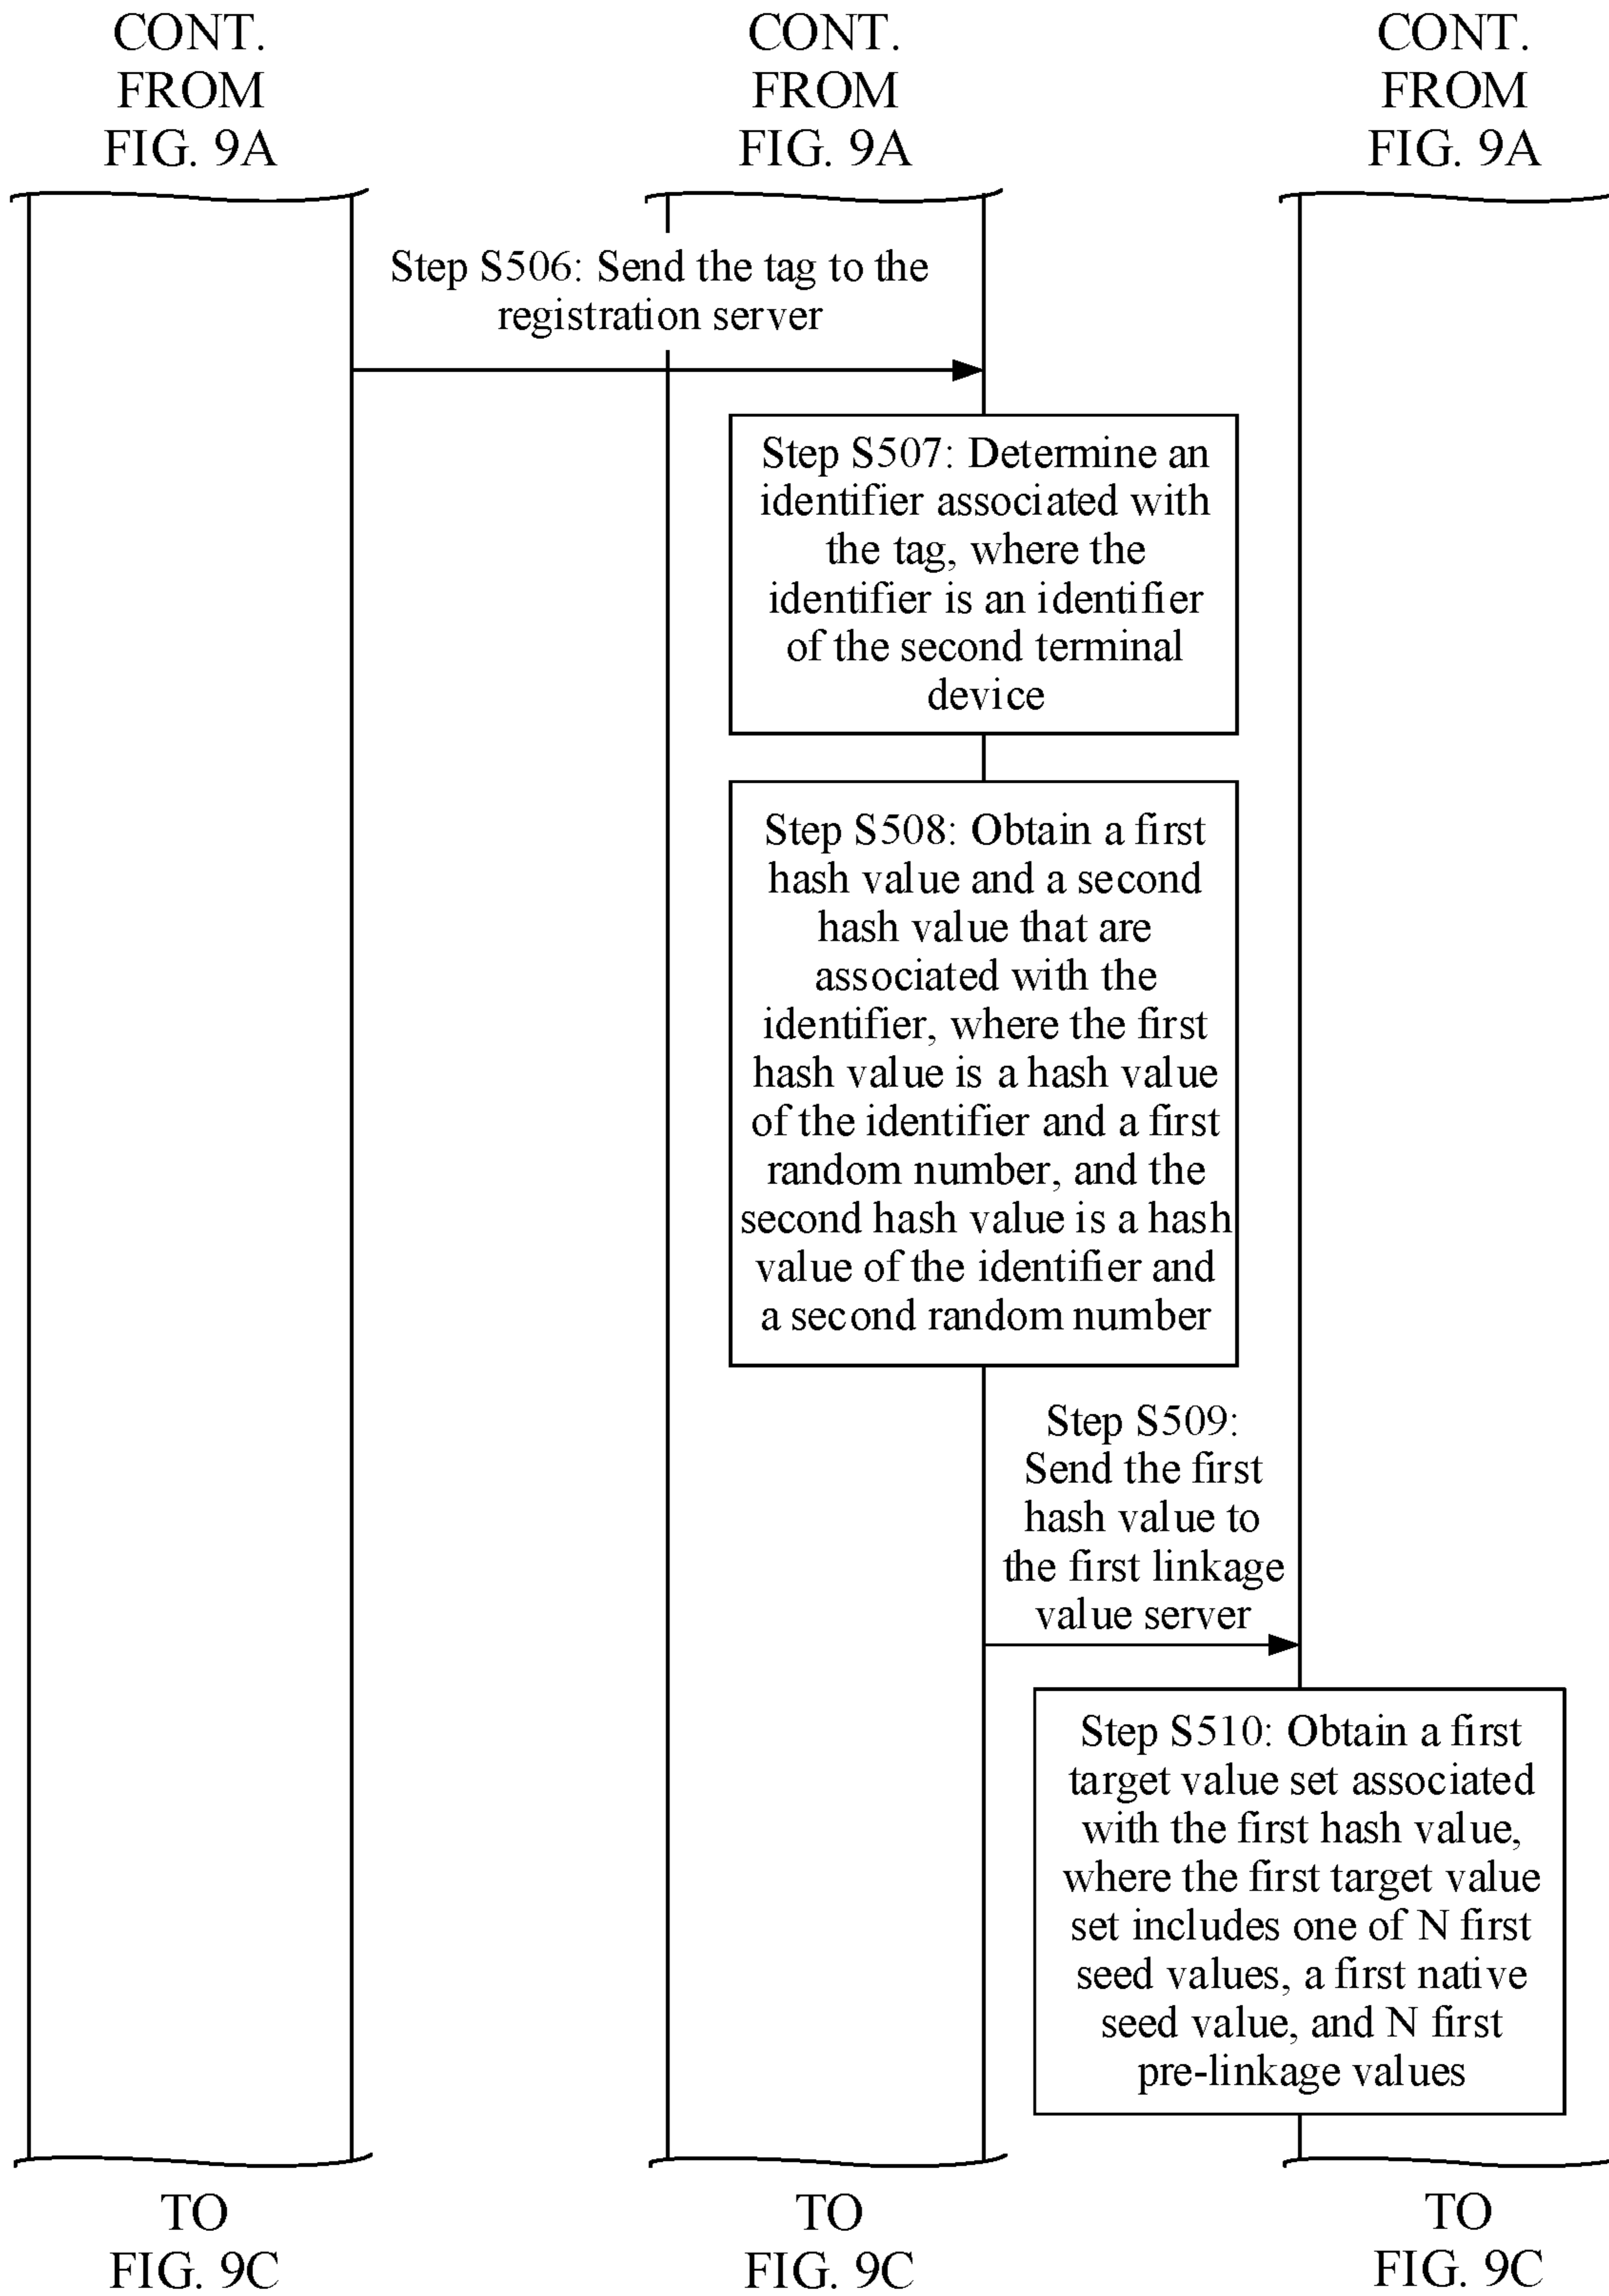 CONT.
FROM
FIG. 9A
CONT.
FROM
FIG. 9A
CONT.
FROM
FIG. 9A
Step S506: Send the tag to the
registration server
Step S507: Determine an
identifier associated with
the tag, where the
identifier is an identifier
of the second terminal
device
Step S508: Obtain a first
hash value and a second
hash value that are
associated with the
identifier, where the first
hash value is a hash value
of the identifier and a first
random number, and the
second hash value is a hash
value of the identifier and
a second random number
Step S509:
Send the first
hash value to
the first linkage
value server
Step S510: Obtain a first
target value set associated
with the first hash value,
where the first target value
set includes one of N first
seed values, a first native
seed value, and N first
pre-linkage values
TO
FIG. 9C
TO
FIG. 9C
TO
FIG. 9C